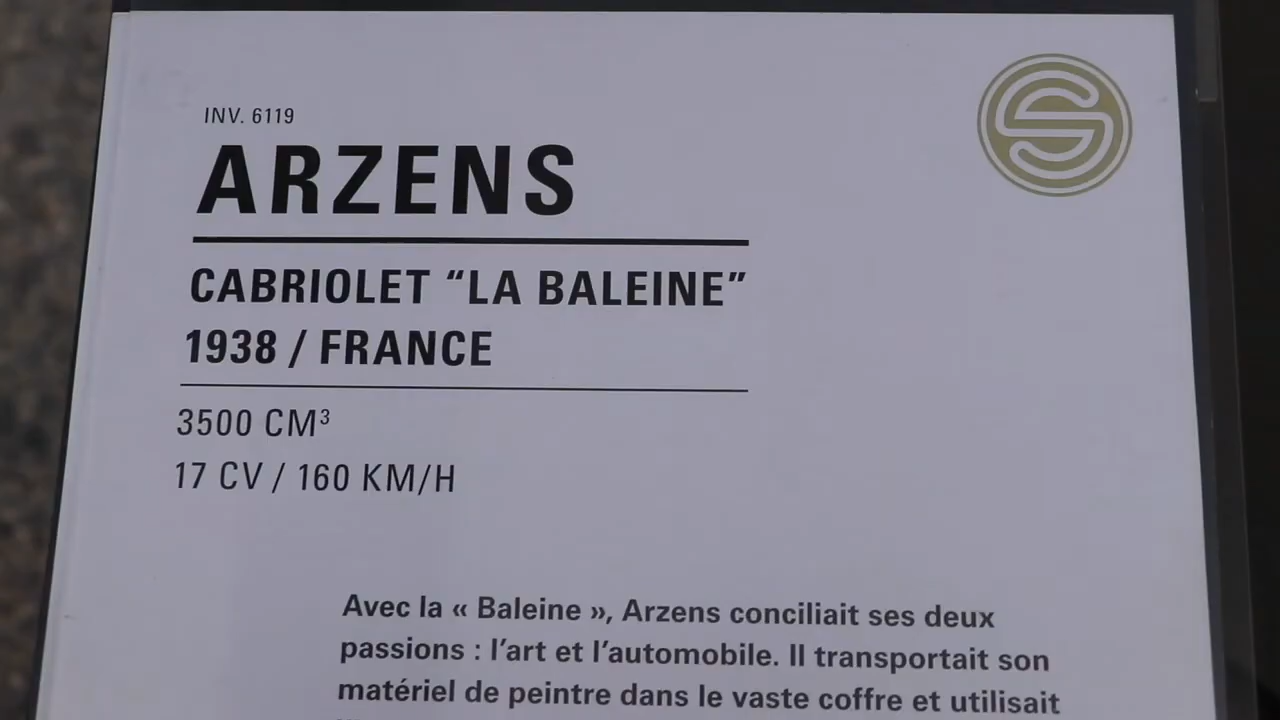 INV. 6119
ARZENS
CABRIOLET “LA BALEINE”
1938 / FRANCE
3500 CM³
17 CV / 160 KM/H
Avec la « Baleine », Arzens conciliait ses deux
passions : l’art et l’automobile. Il transportait son
matériel de peintre dans le vaste coffre et utilisait